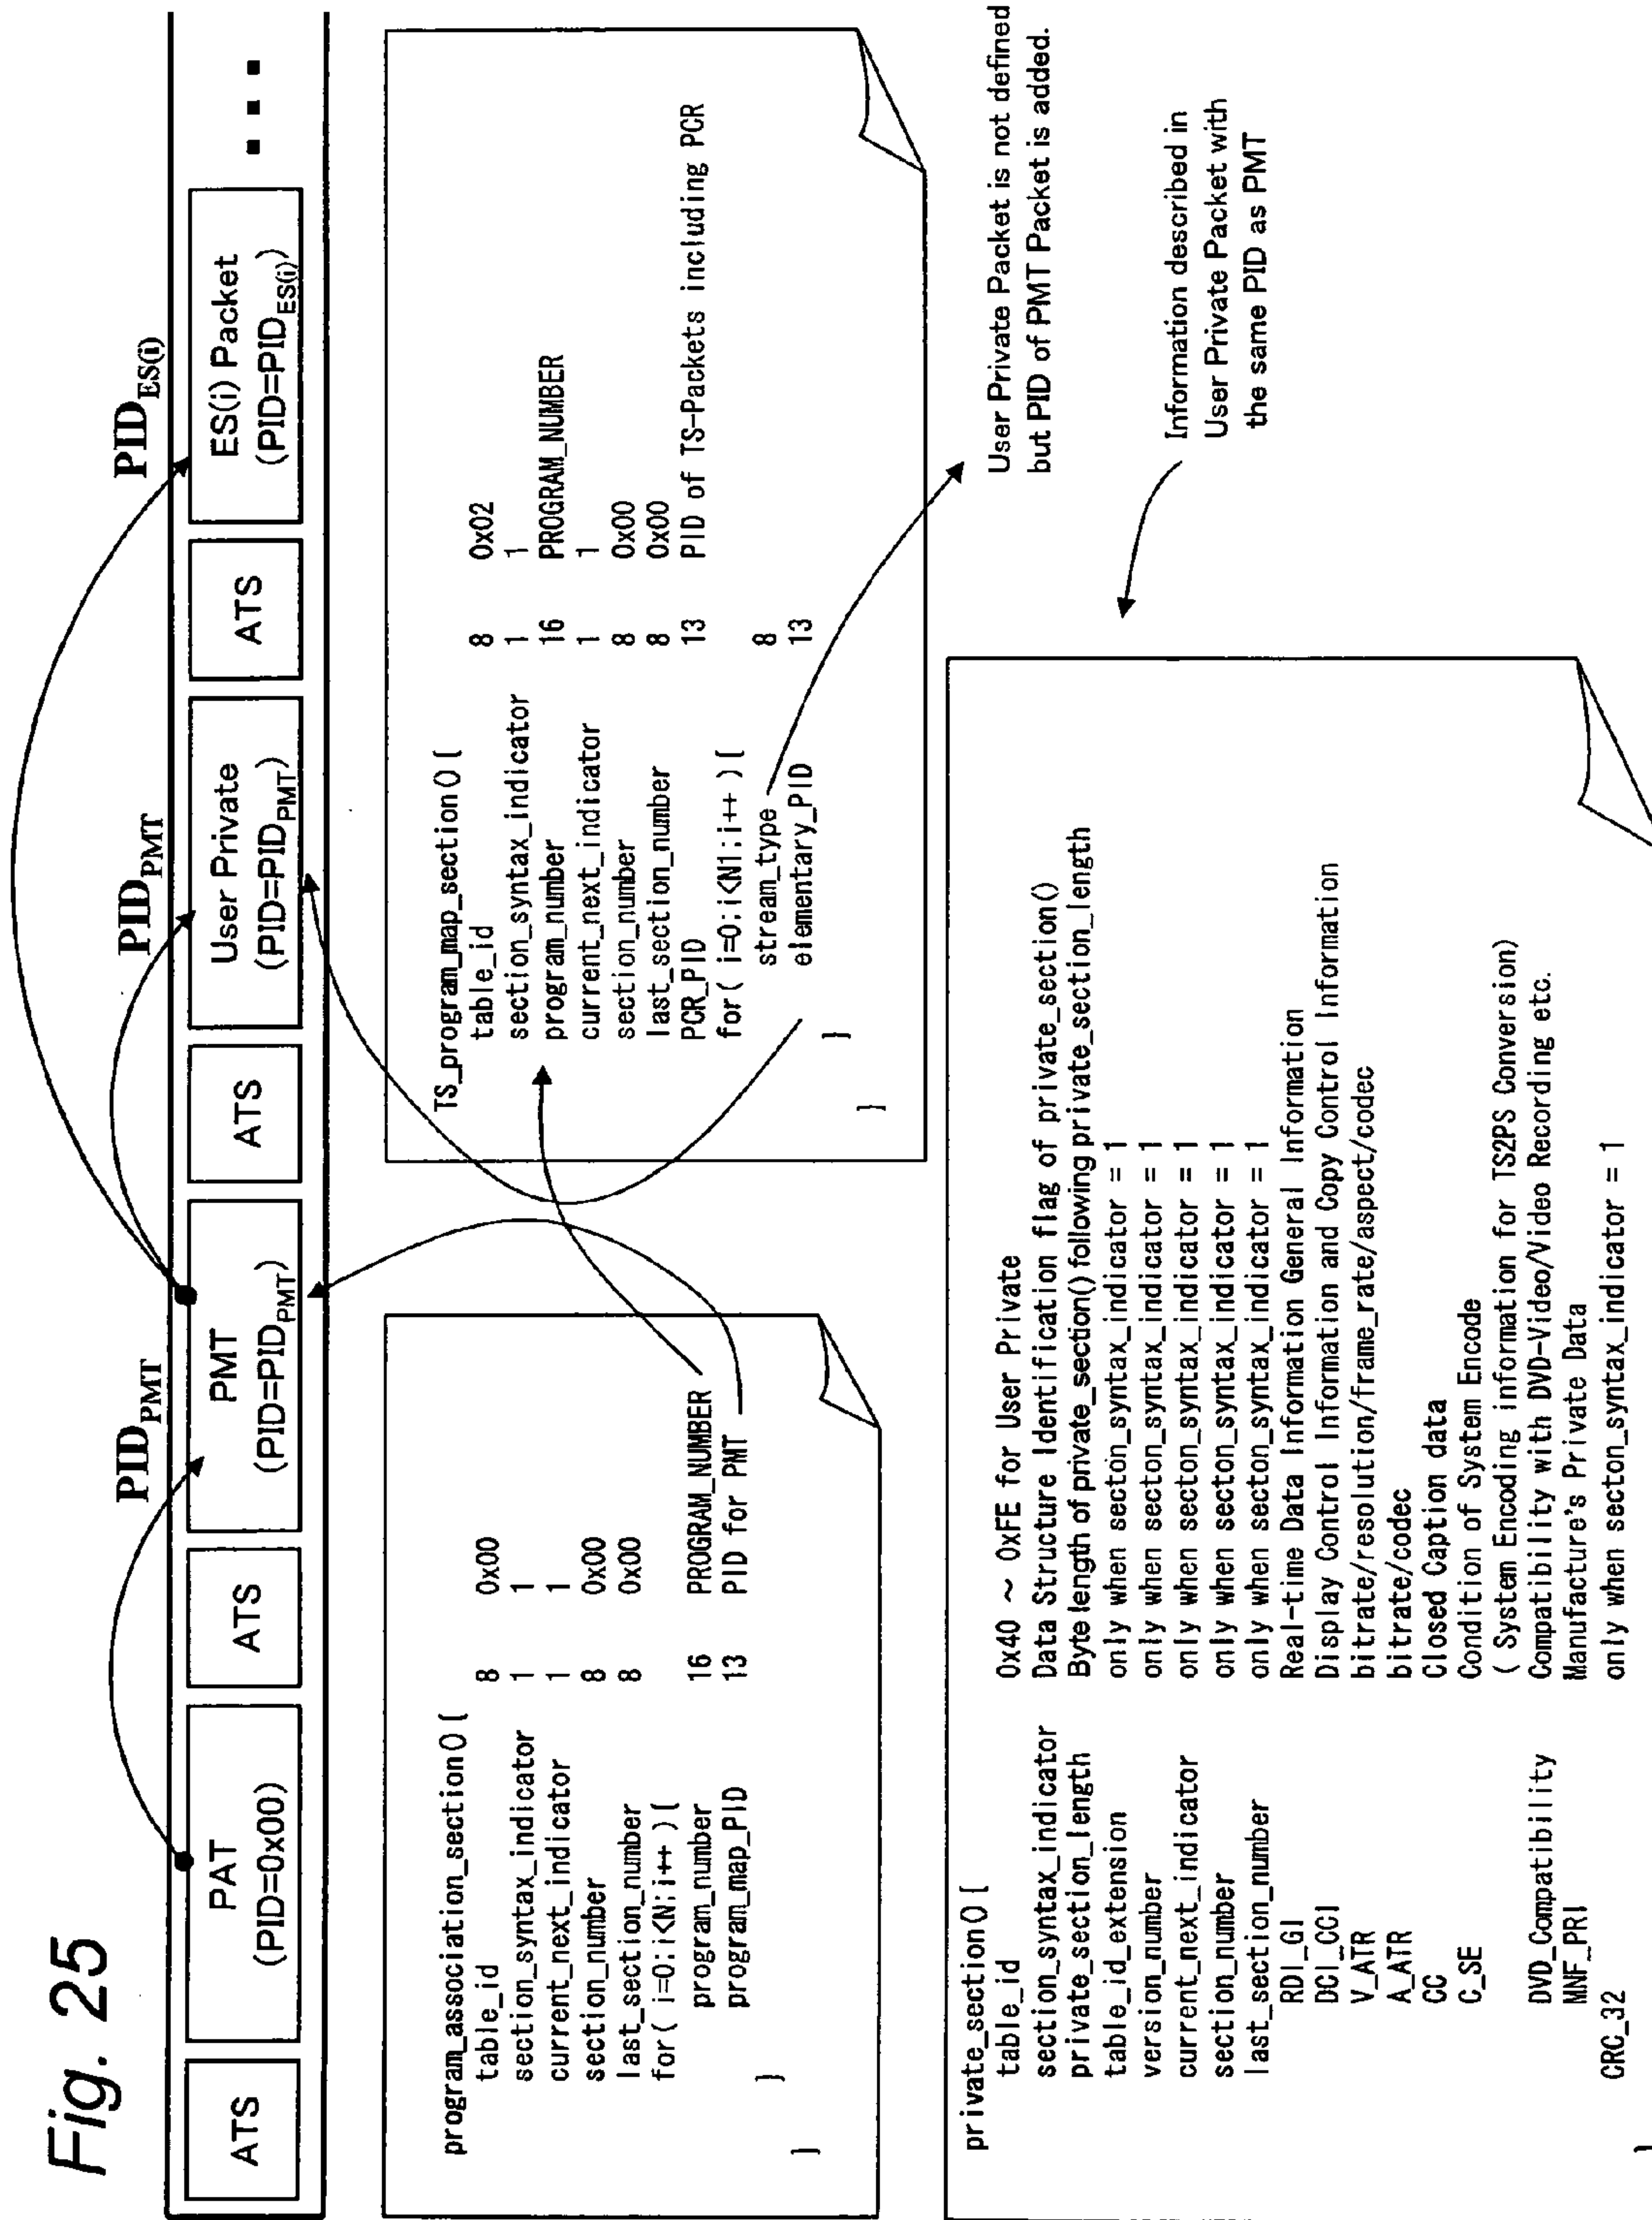 Fig. 25
PID_PMT PID_PMT PID_ES(i)
ATS PAT (PID=0x00) ATS PMT (PID=PID_PMT) ATS User Private (PID=PID_PMT) ATS ES(i) Packet (PID=PID_ES(i)) ...
program_association_section() {
table_id 8 0x00
section_syntax_indicator 1 1
current_next_indicator 1 1
section_number 8 0x00
last_section_number 8 0x00
for( i=0;i<N;i++ ) {
program_number 16 PROGRAM_NUMBER
program_map_PID 13 PID for PMT
}
}
TS_program_map_section() {
table_id 8 0x02
section_syntax_indicator 1 1
program_number 16 PROGRAM_NUMBER
current_next_indicator 1 1
section_number 8 0x00
last_section_number 8 0x00
PCR_PID 13 PID of TS-Packets including PCR
for( i=0;i<N1;i++ ) {
stream_type 8
elementary_PID 13
}
}
User Private Packet is not defined
but PID of PMT Packet is added.
Information described in
User Private Packet with
the same PID as PMT
private_section() {
table_id 0x40 ~ 0xFE for User Private
section_syntax_indicator Data Structure Identification flag of private_section()
private_section_length Byte length of private_section() following private_section_length
table_id_extension only when secton_syntax_indicator = 1
version_number only when secton_syntax_indicator = 1
current_next_indicator only when secton_syntax_indicator = 1
section_number only when secton_syntax_indicator = 1
last_section_number only when secton_syntax_indicator = 1
RDI_GI Real-time Data Information General Information
DCI_CCI Display Control Information and Copy Control Information
V_ATR bitrate/resolution/frame_rate/aspect/codec
A_ATR bitrate/codec
CC Closed Caption data
C_SE Condition of System Encode
( System Encoding information for TS2PS Conversion)
DVD_Compatibility Compatibility with DVD-Video/Video Recording etc.
MNF_PRI Manufacture's Private Data
CRC_32 only when secton_syntax_indicator = 1
}